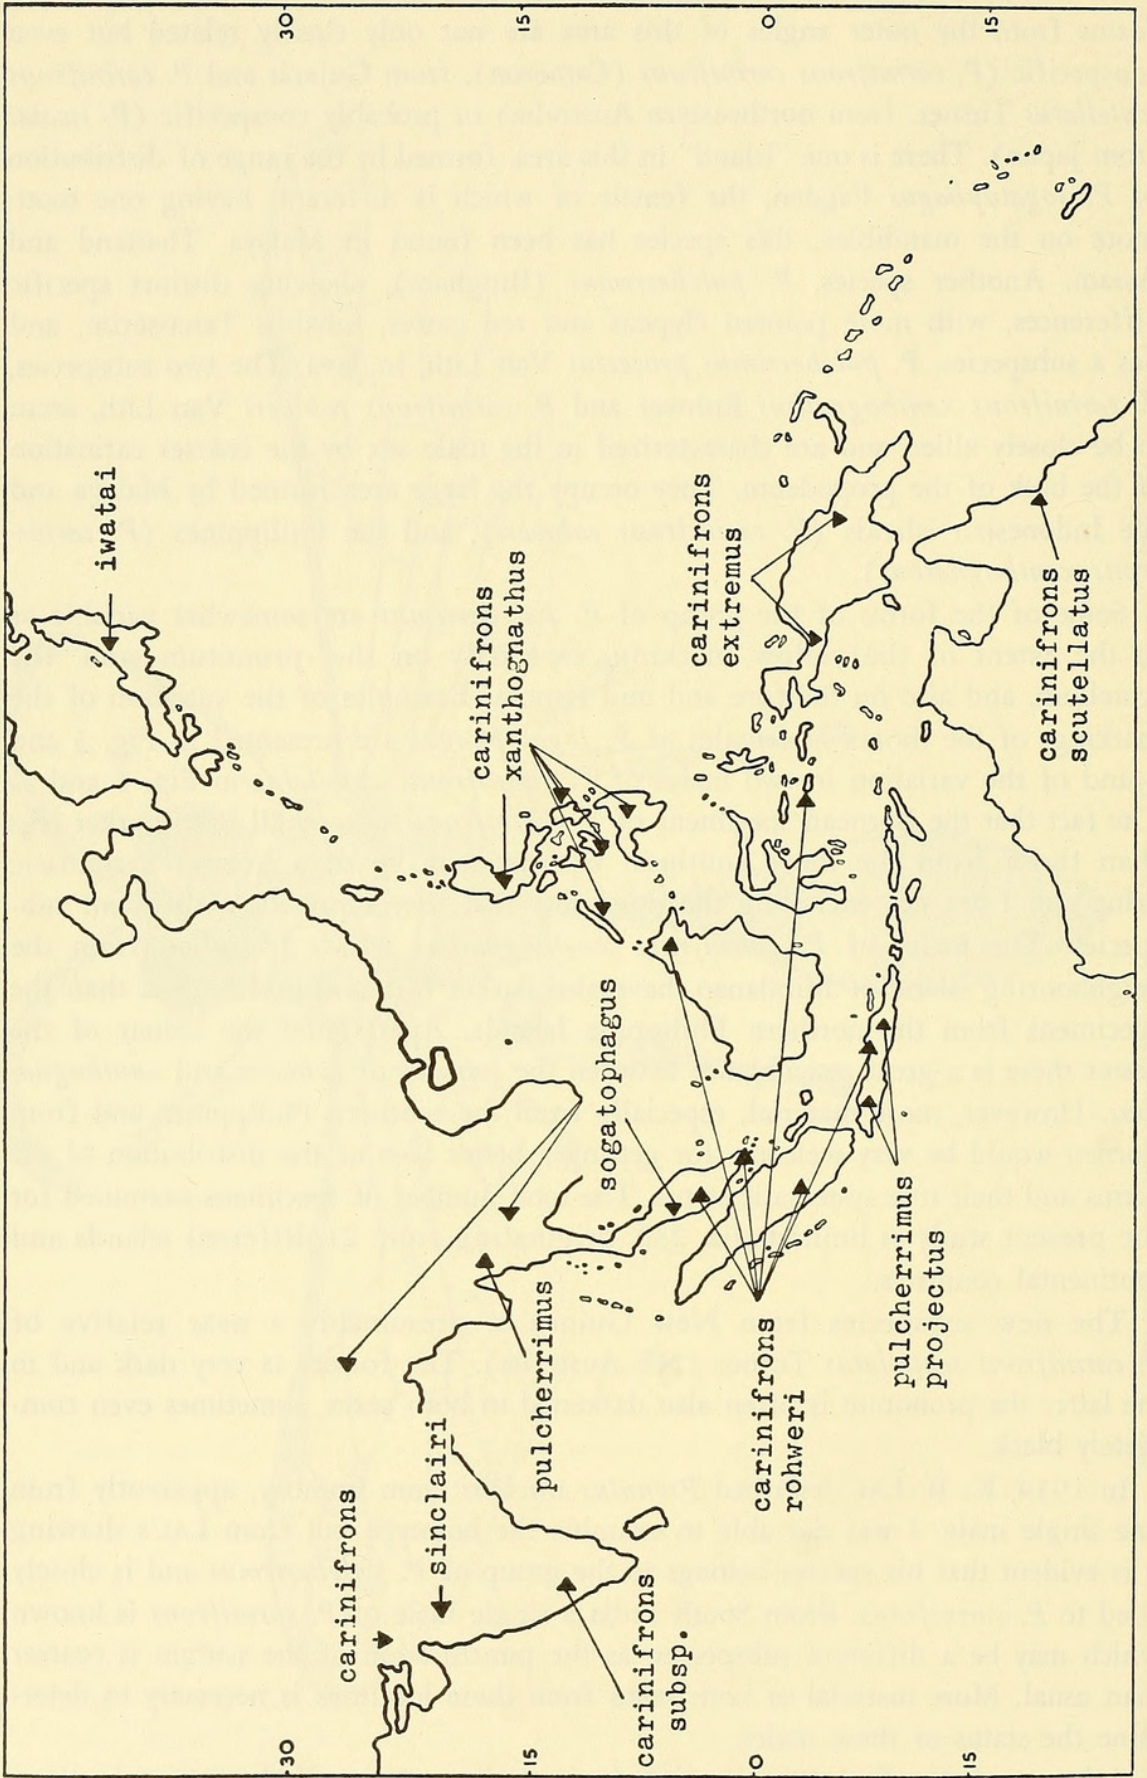 iwatai
30
30
carinifrons
sinclairi
carinifrons
xanthognathus
15
15
pulcherrimus
sogatophagus
carinifrons
subsp.
carinifrons
extremus
0
0
carinifrons
rohweri
pulcherrimus
projectus
15
15
carinifrons
scutellatus